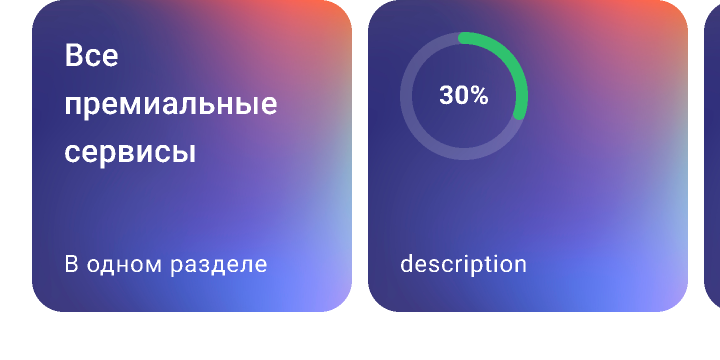 Все
премиальные
сервисы
В одном разделе
30%
description